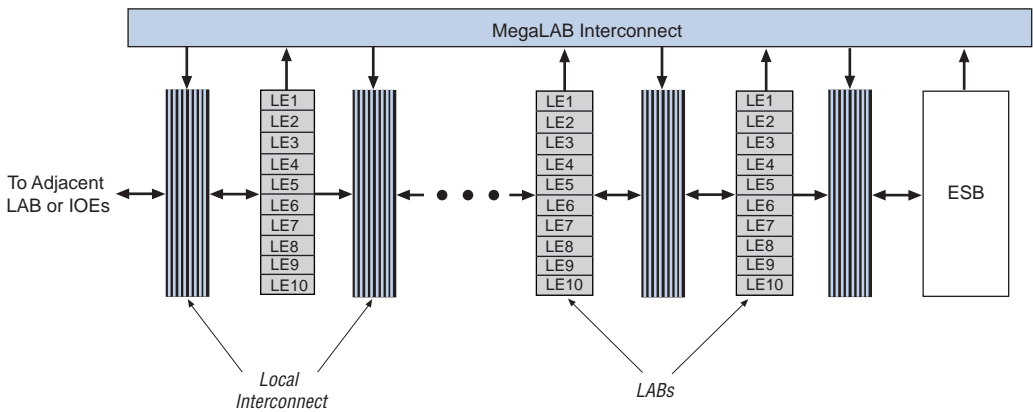 MegaLAB Interconnect
LE1
LE2
LE3
LE4
LE5
LE6
LE7
LE8
LE9
LE10
LE1
LE2
LE3
LE4
LE5
LE6
LE7
LE8
LE9
LE10
LE1
LE2
LE3
LE4
LE5
LE6
LE7
LE8
LE9
LE10
To Adjacent
LAB or IOEs
ESB
Local
Interconnect
LABs